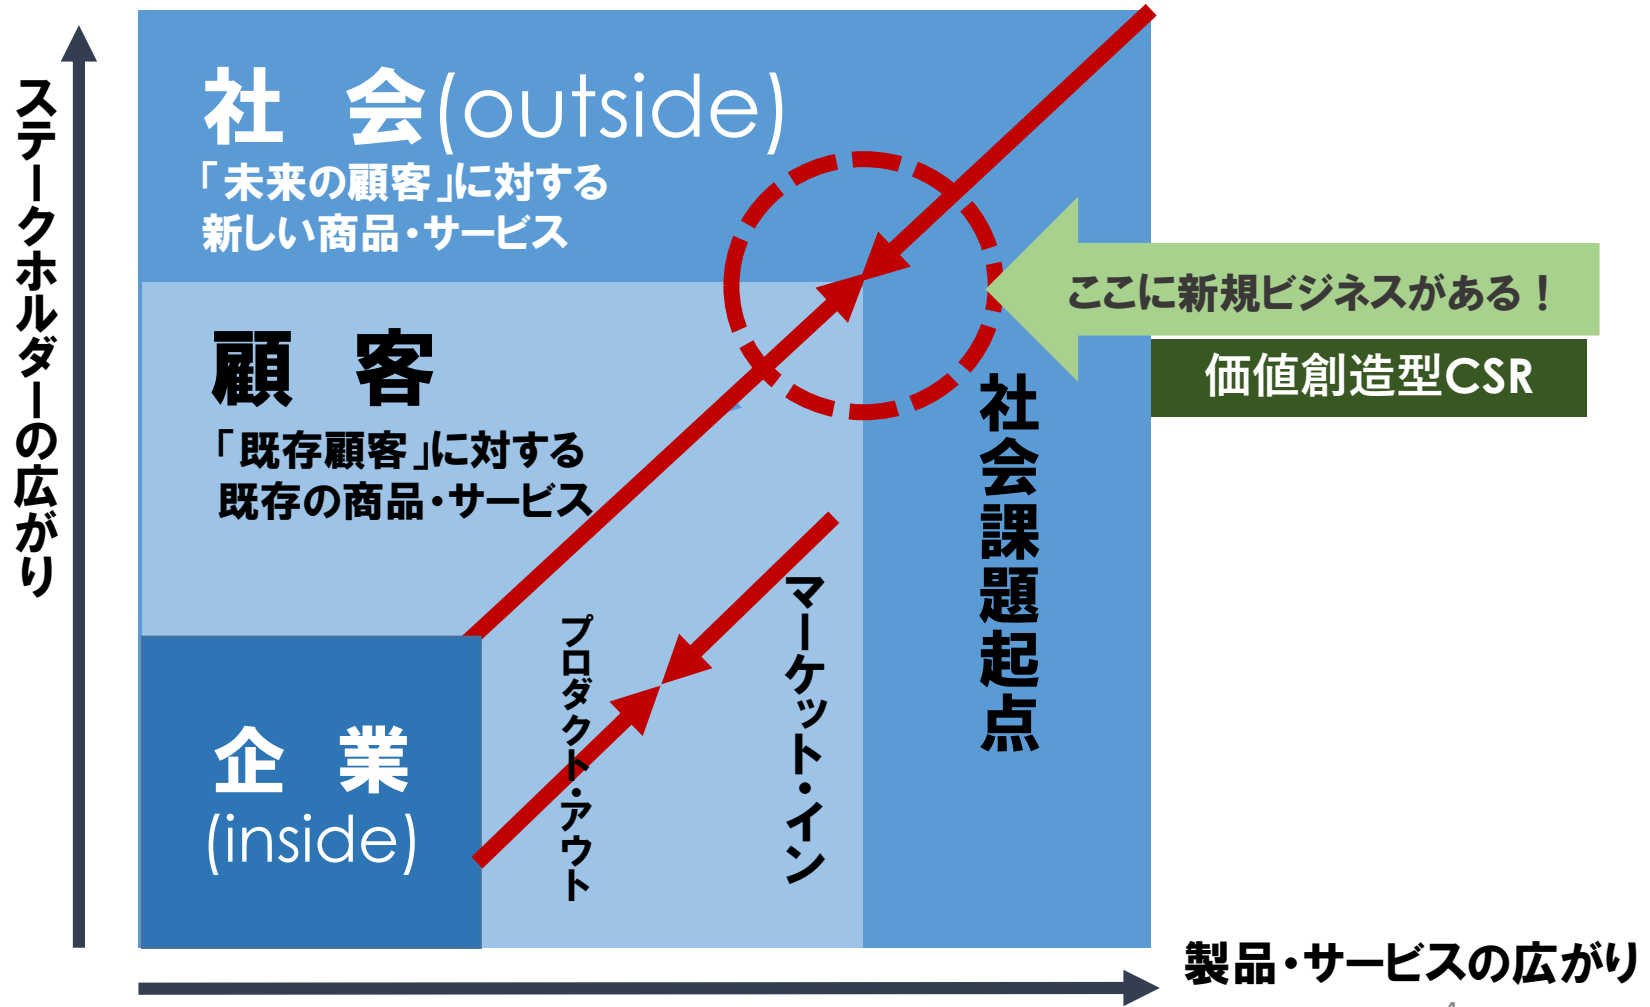 ステークホルダーの広がり
社　会(outside)
「未来の顧客」に対する
新しい商品・サービス
ここに新規ビジネスがある！
価値創造型CSR
顧　客
「既存顧客」に対する
既存の商品・サービス
社会課題起点
マーケット・イン
プロダクト・アウト
企　業
(inside)
製品・サービスの広がり